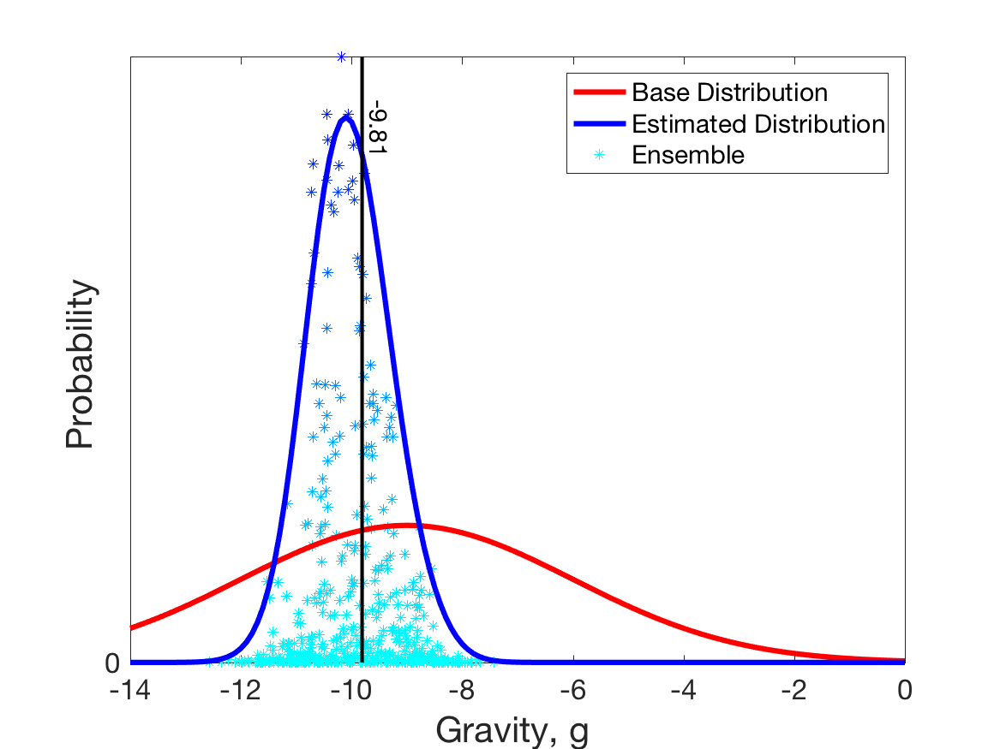 Base Distribution
Estimated Distribution
Ensemble
-9.81
Probability
0
-14 -12 -10 -8 -6 -4 -2 0
Gravity, g